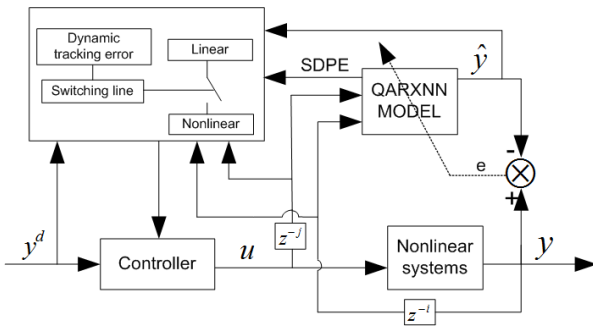 Dynamic
tracking error
Switching line
Linear
Nonlinear
SDPE
QARXNN
MODEL
ŷ
-
e
+
y^d
Controller
u
z^{-j}
Nonlinear
systems
y
z^{-i}